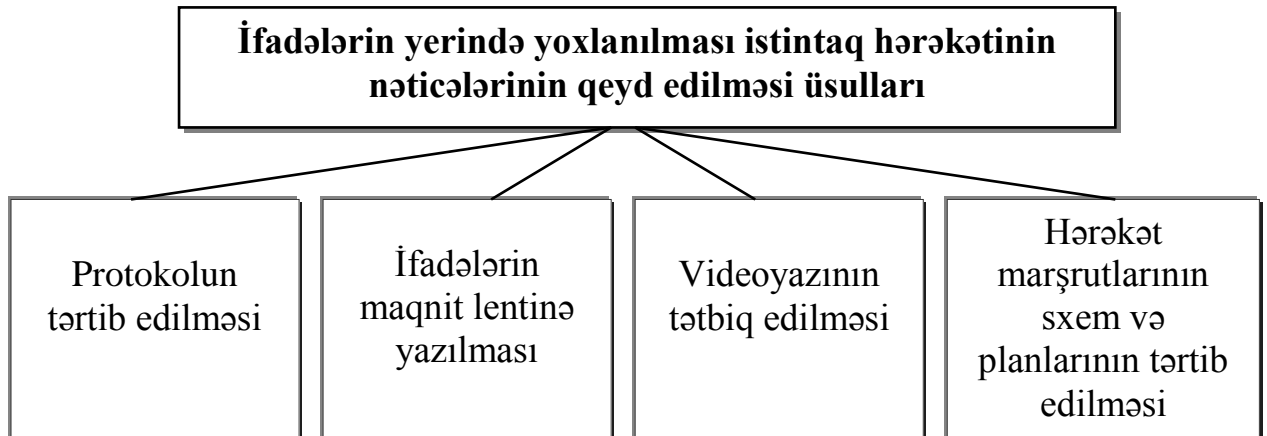 İfadələrin yerində yoxlanılması istintaq hərəkətinin
nəticələrinin qeyd edilməsi üsulları
Protokolun
tərtib edilməsi
İfadələrin
maqnit lentinə
yazılması
Videoyazının
tətbiq edilməsi
Hərəkət
marşrutlarının
sxem və
planlarının tərtib
edilməsi